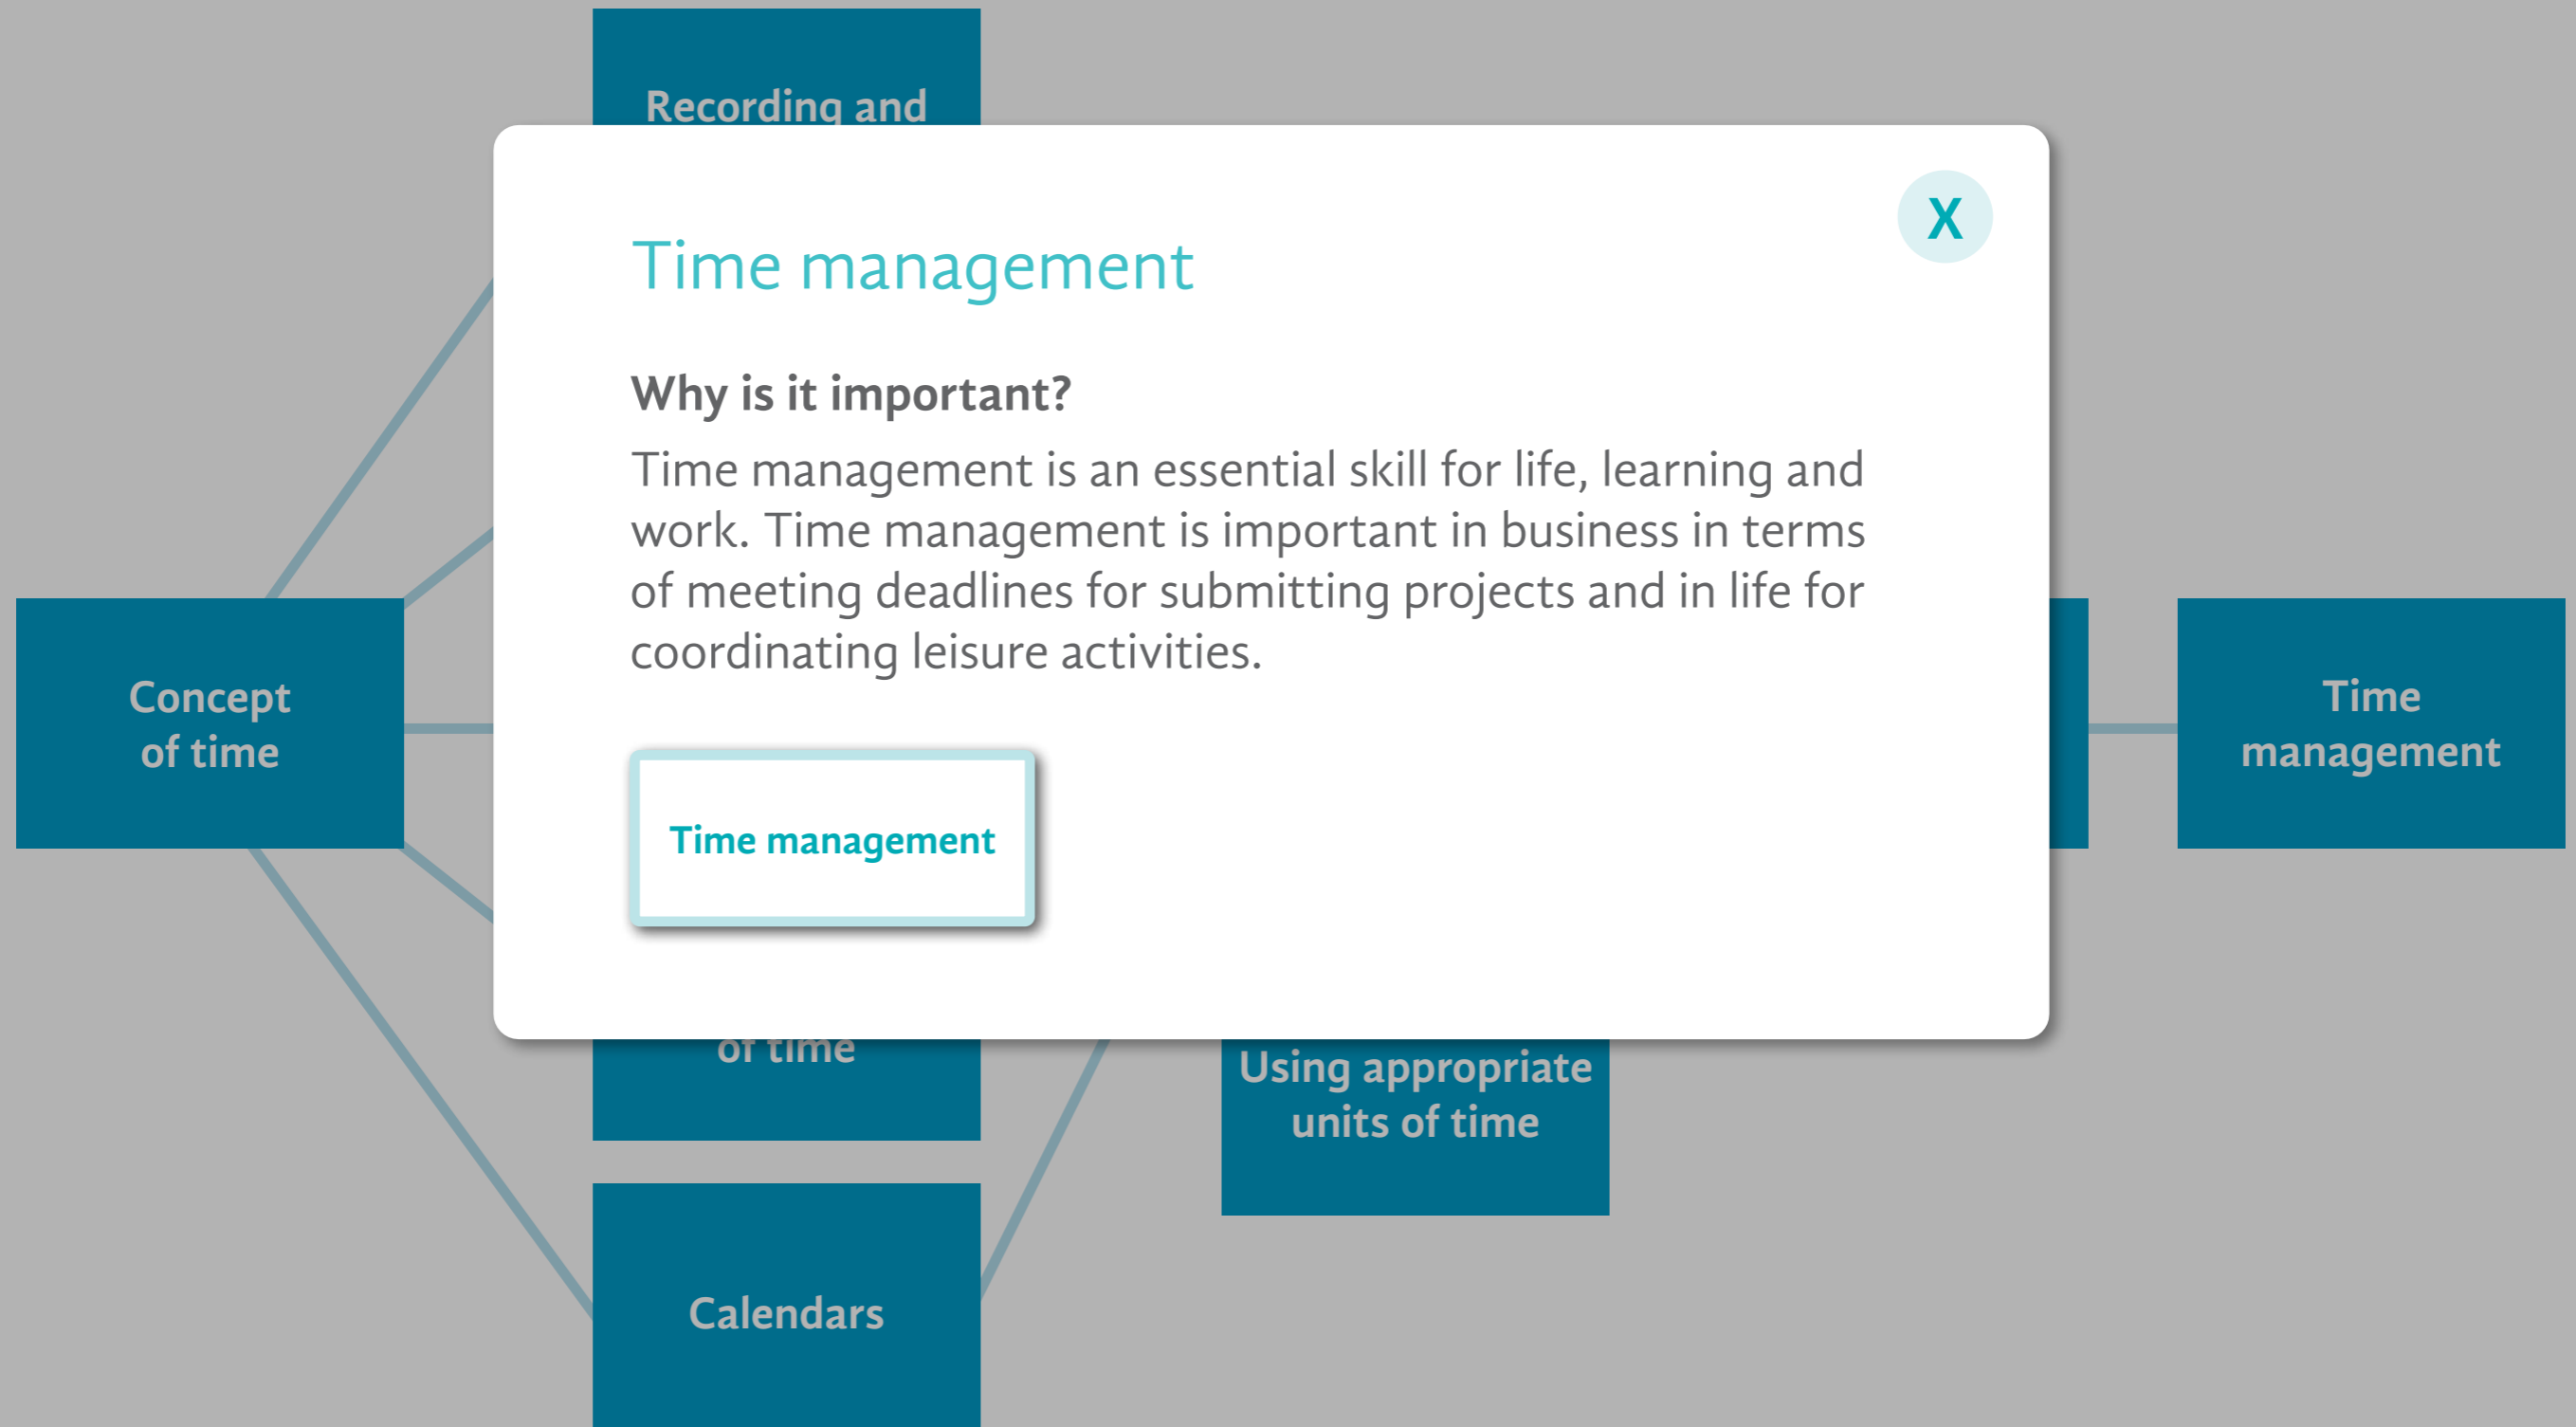 Recording and
X
Time management
Why is it important?
Time management is an essential skill for life, learning and
work. Time management is important in business in terms
of meeting deadlines for submitting projects and in life for
coordinating leisure activities.
Time management
Concept
of time
Time
management
of time
Using appropriate
units of time
Calendars